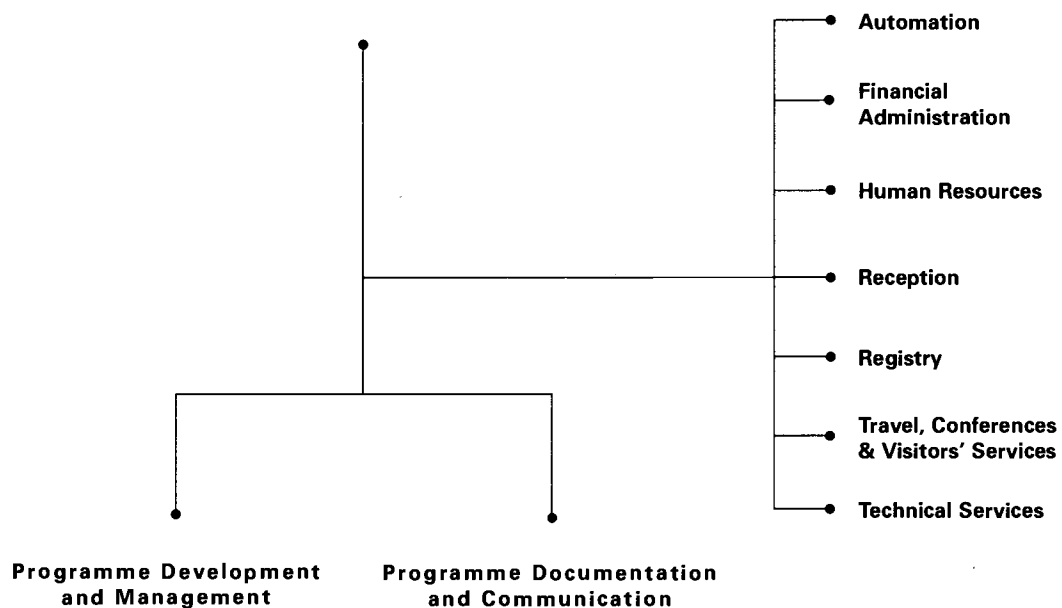 Automation
Financial
Administration
Human Resources
Reception
Registry
Travel, Conferences
& Visitors' Services
Technical Services
Programme Development
and Management
Programme Documentation
and Communication